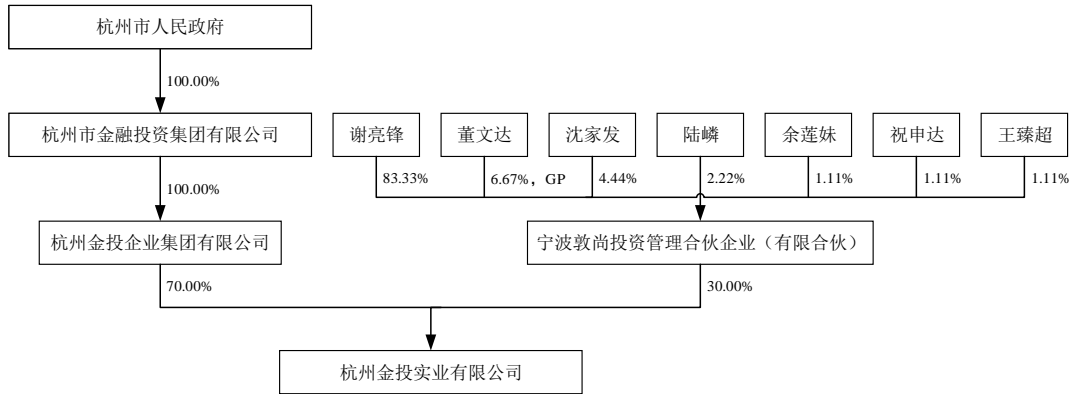 杭州市人民政府
100.00%
杭州市金融投资集团有限公司
谢亮锋
董文达
沈家发
陆嶙
余莲妹
祝申达
王臻超
83.33%
6.67%，GP
4.44%
2.22%
1.11%
1.11%
1.11%
100.00%
杭州金投企业集团有限公司
宁波敦尚投资管理合伙企业（有限合伙）
70.00%
30.00%
杭州金投实业有限公司